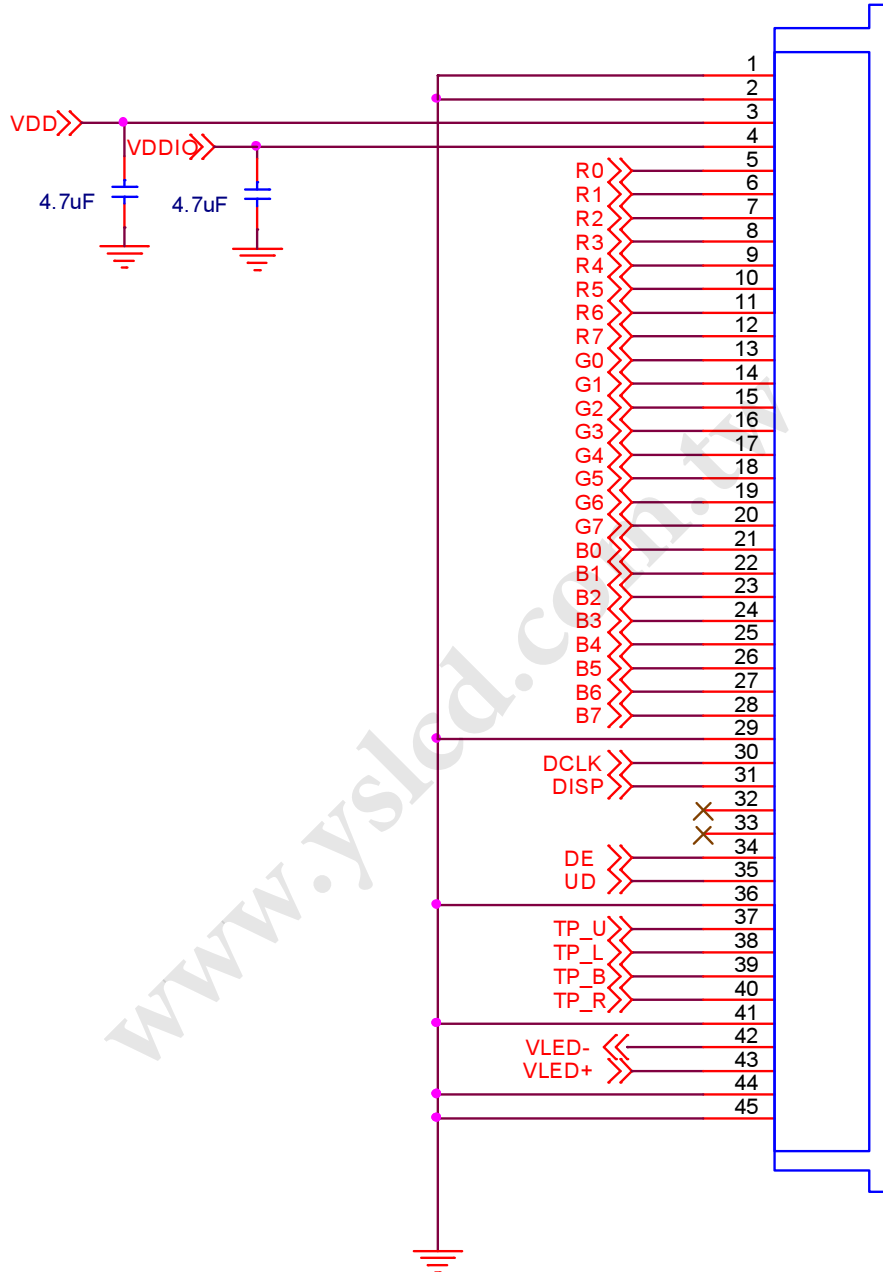 1
2
VDD 3
VDDIO 4
4.7uF 4.7uF
R0 5
R1 6
R2 7
R3 8
R4 9
R5 10
R6 11
R7 12
G0 13
G1 14
G2 15
G3 16
G4 17
G5 18
G6 19
G7 20
B0 21
B1 22
B2 23
B3 24
B4 25
B5 26
B6 27
B7 28
29
DCLK 30
DISP 31
32
33
DE 34
UD 35
36
TP_U 37
TP_L 38
TP_B 39
TP_R 40
41
VLED- 42
VLED+ 43
44
45
www.yslcd.com.tw